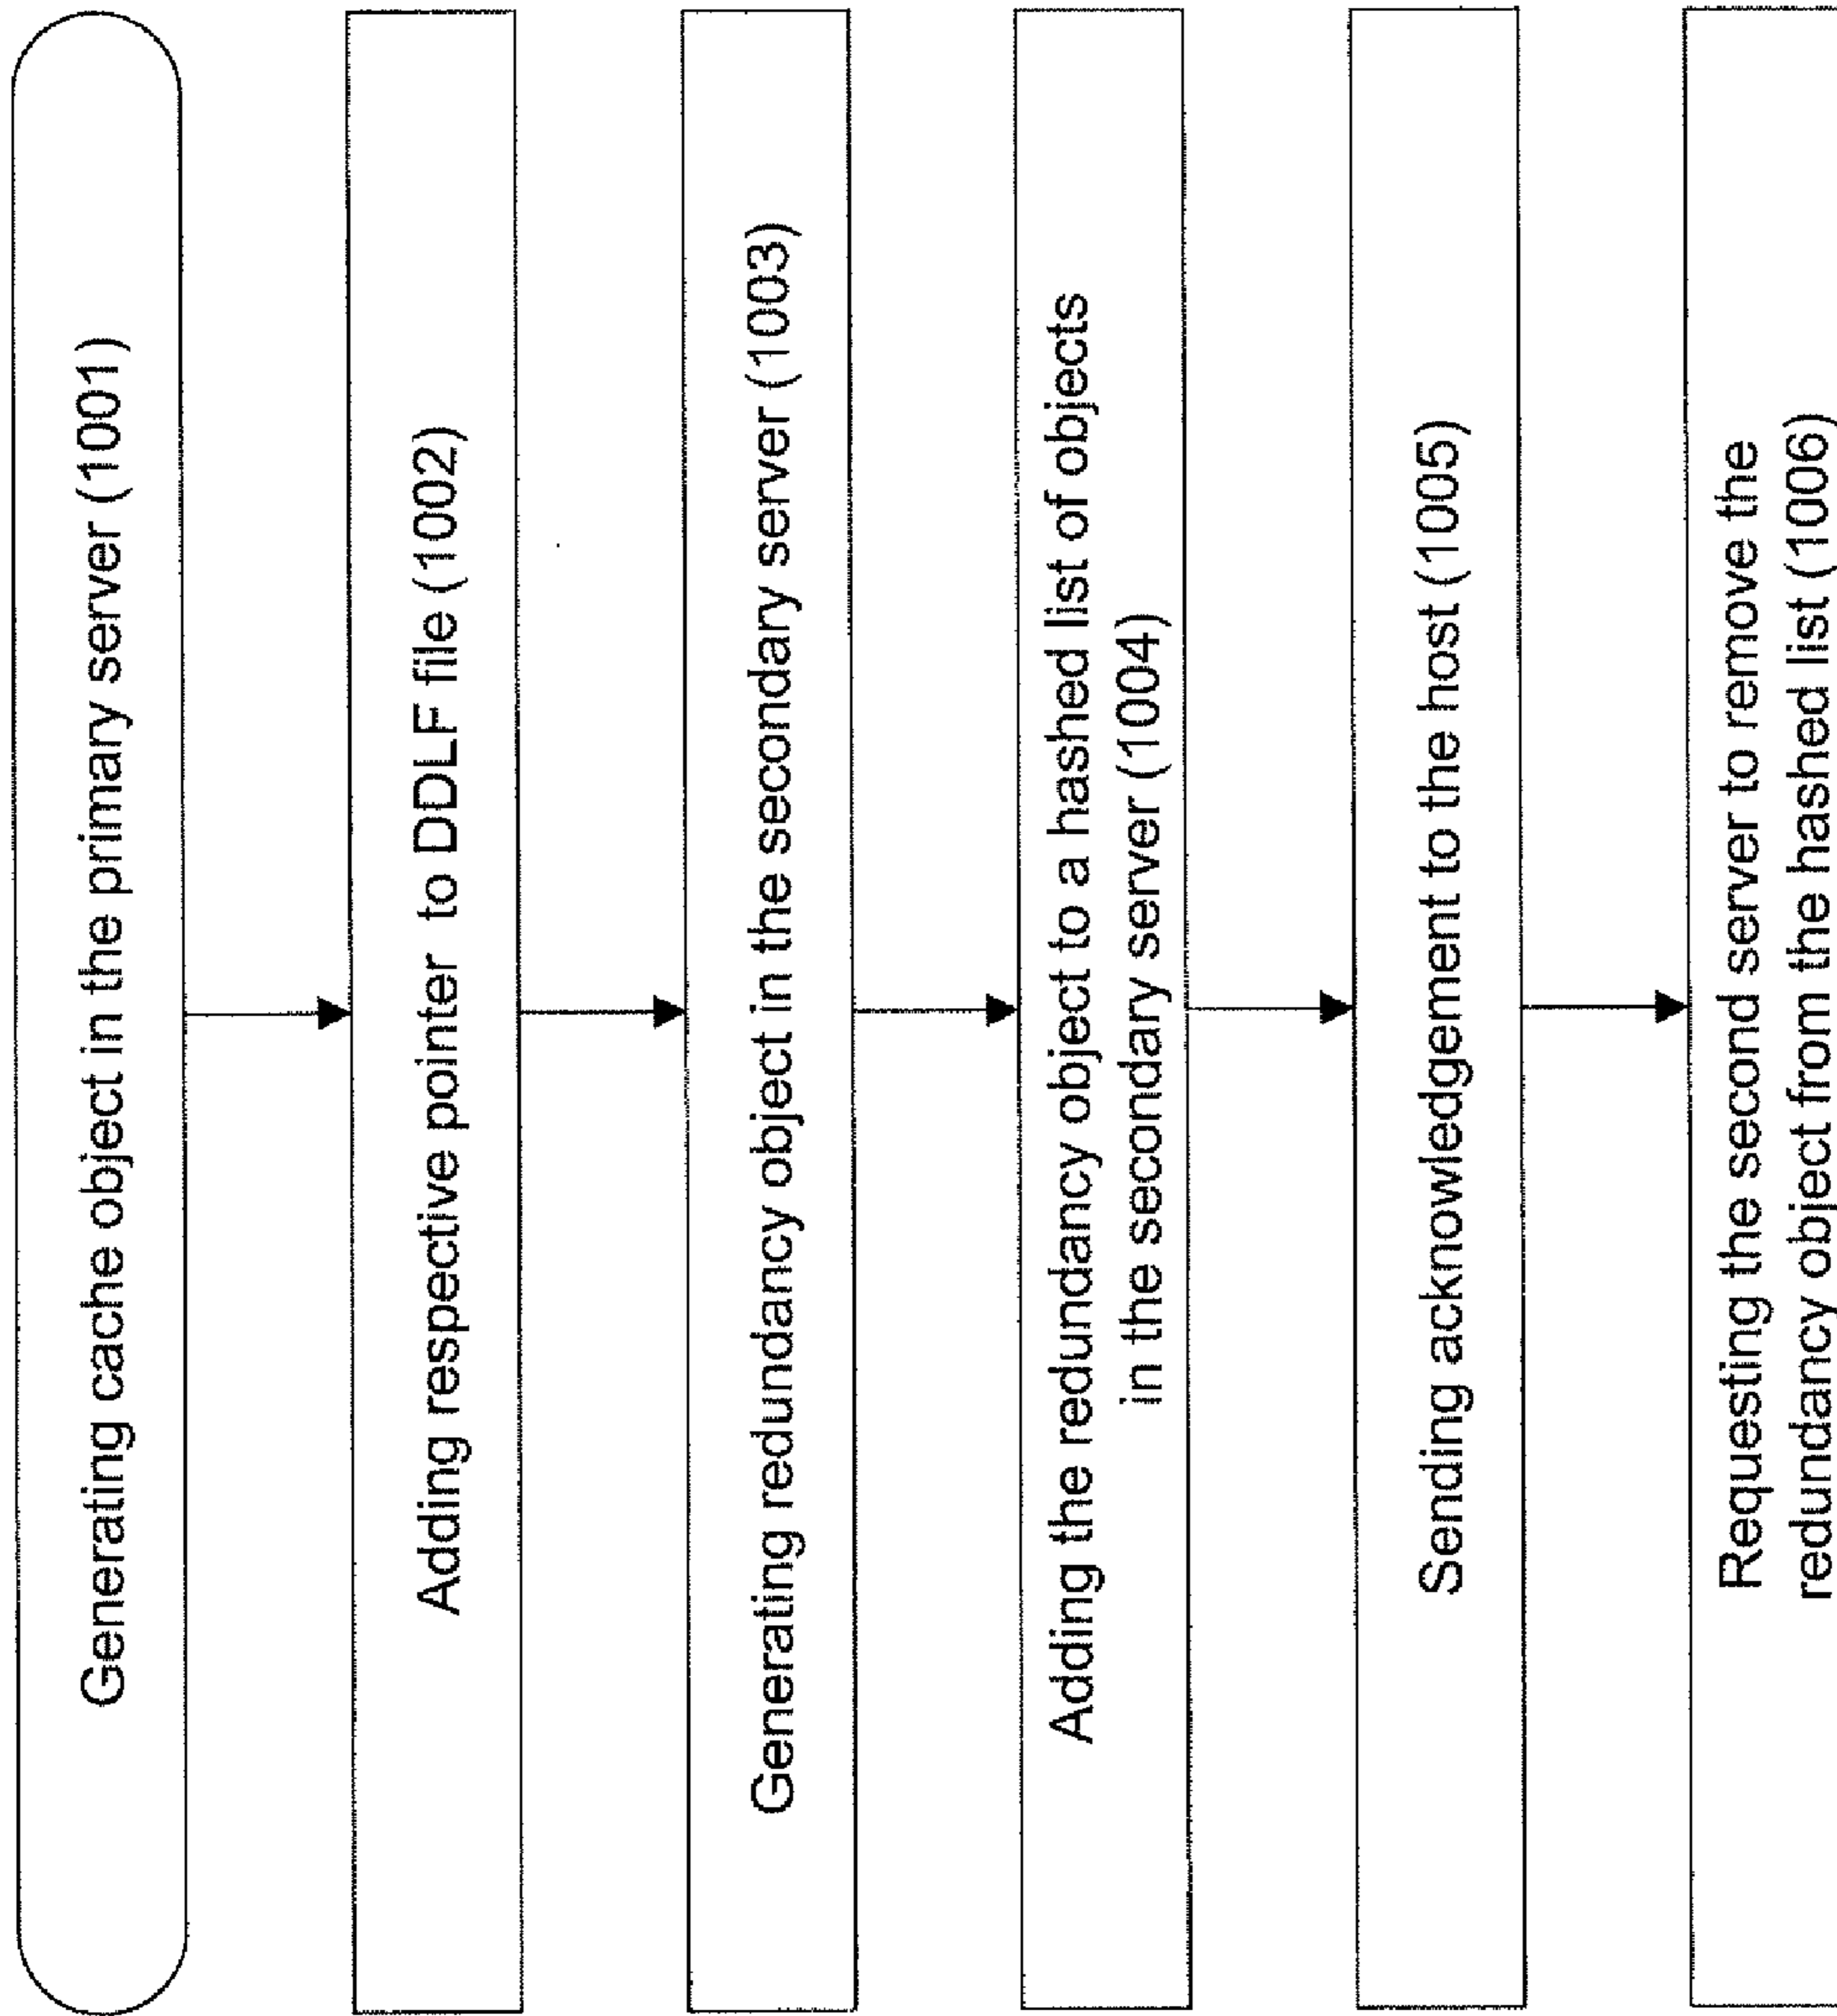 Generating cache object in the primary server (1001)
Adding respective pointer to DDLF file (1002)
Generating redundancy object in the secondary server (1003)
Adding the redundancy object to a hashed list of objects
in the secondary server (1004)
Sending acknowledgement to the host (1005)
Requesting the second server to remove the
redundancy object from the hashed list (1006)